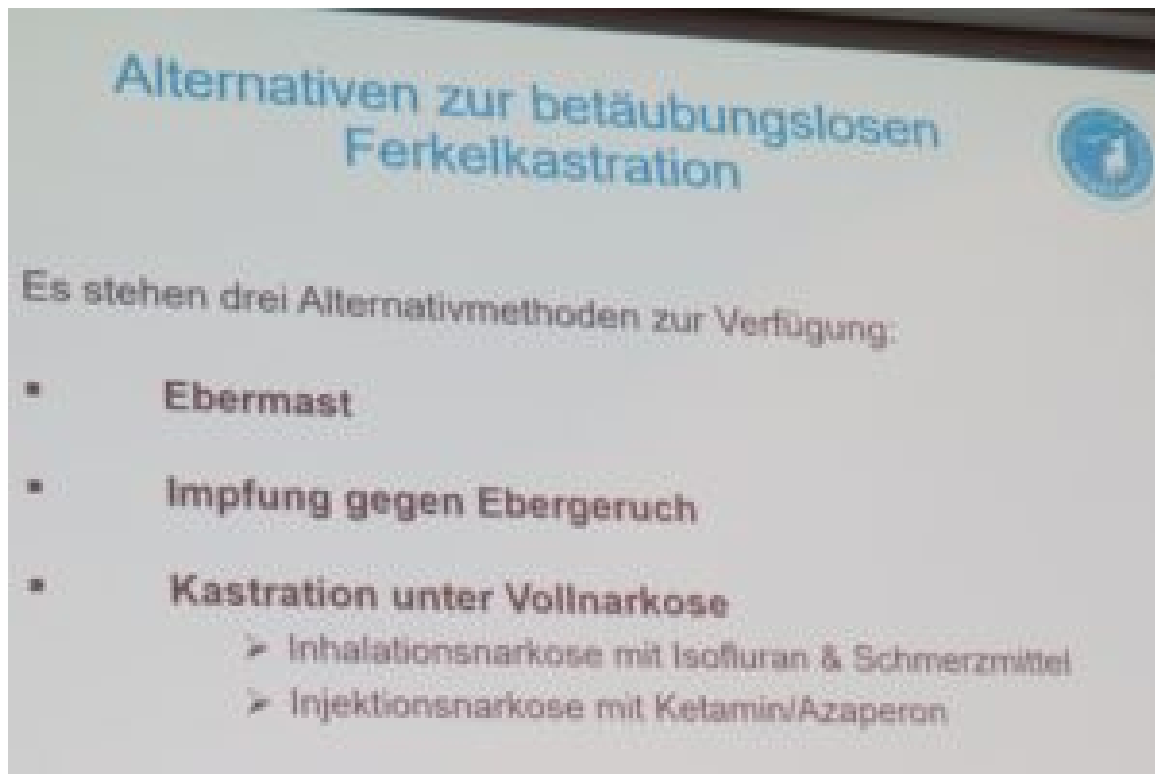 Alternativen zur betäubungslosen
Ferkelkastration
Es stehen drei Alternativmethoden zur Verfügung:
▪ Ebermast
▪ Impfung gegen Ebergeruch
▪ Kastration unter Vollnarkose
➢ Inhalationsnarkose mit Isofluran & Schmerzmittel
➢ Injektionsnarkose mit Ketamin/Azaperon